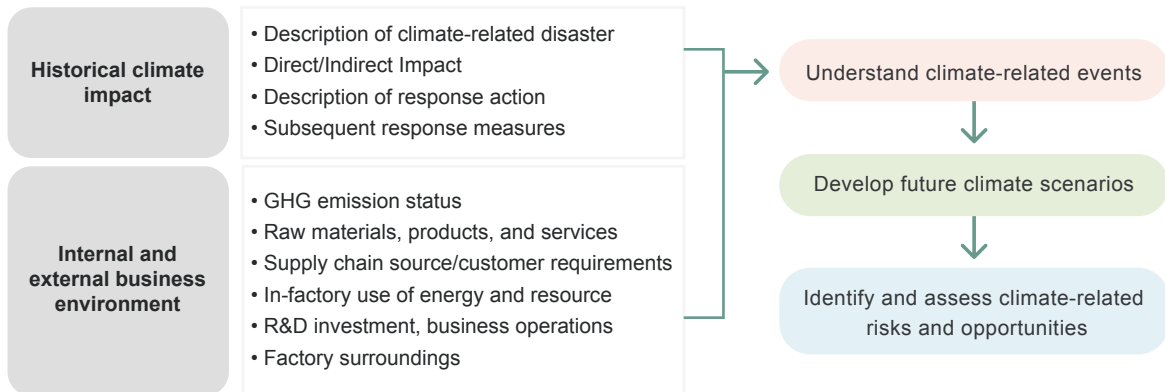 Historical climate
impact
• Description of climate-related disaster
• Direct/Indirect Impact
• Description of response action
• Subsequent response measures
Internal and
external business
environment
• GHG emission status
• Raw materials, products, and services
• Supply chain source/customer requirements
• In-factory use of energy and resource
• R&D investment, business operations
• Factory surroundings
Understand climate-related events
Develop future climate scenarios
Identify and assess climate-related
risks and opportunities